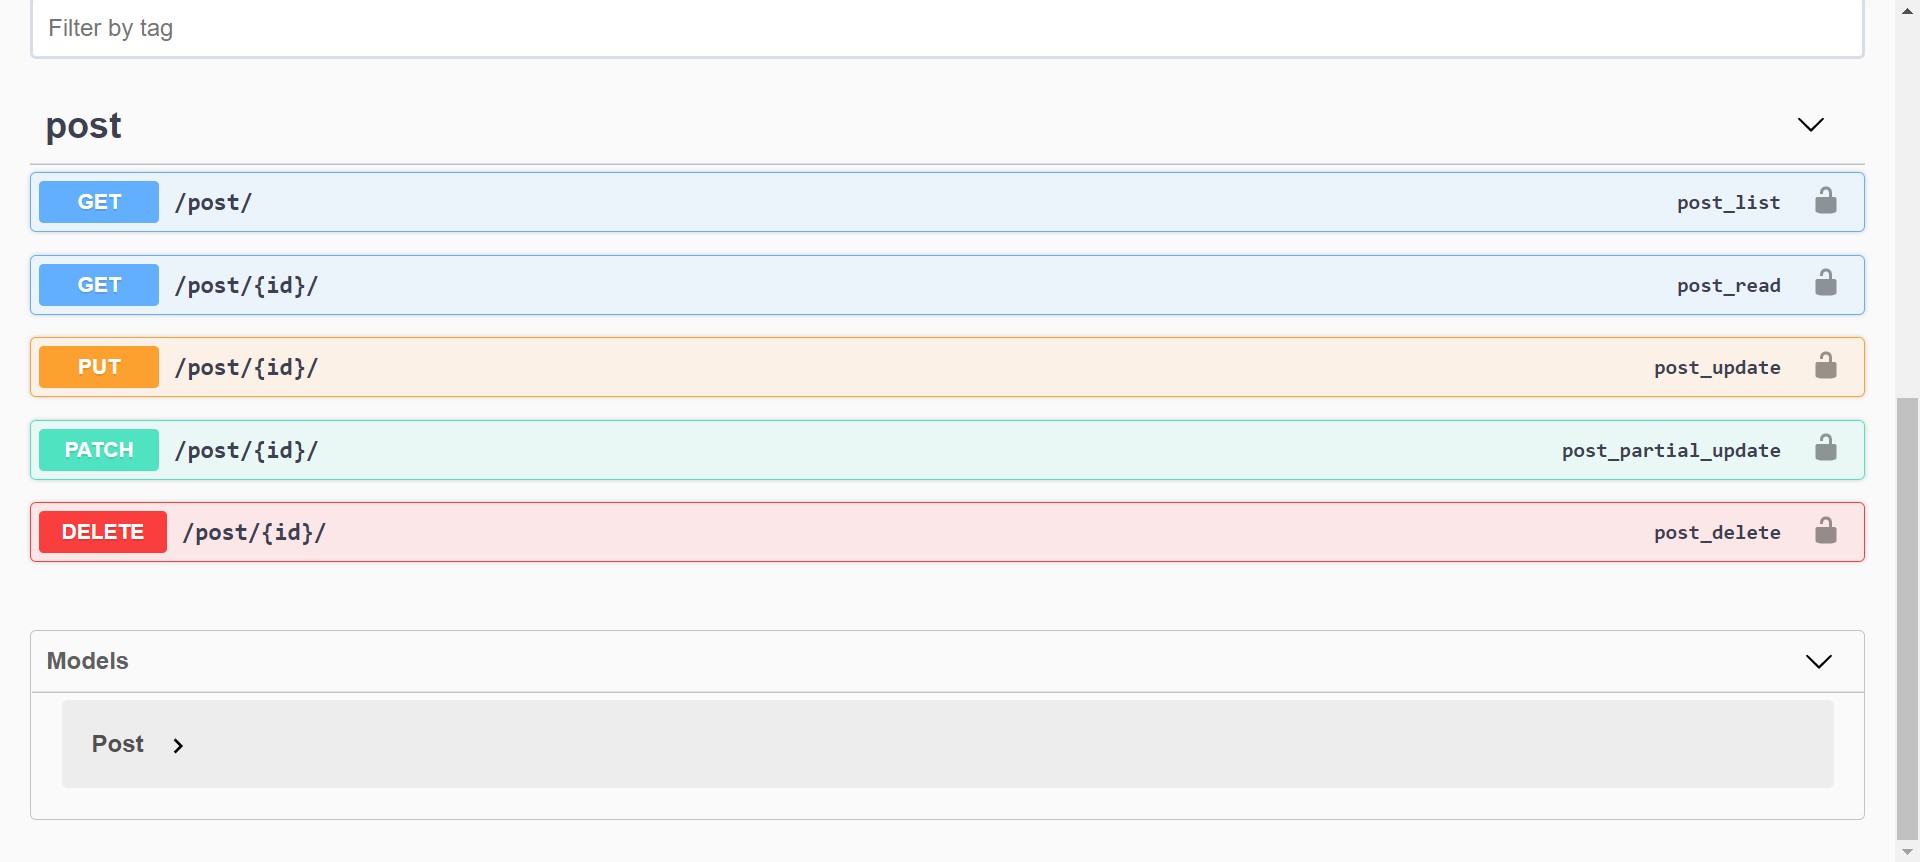 Filter by tag
post
GET /post/ post_list
GET /post/{id}/ post_read
PUT /post/{id}/ post_update
PATCH /post/{id}/ post_partial_update
DELETE /post/{id}/ post_delete
Models
Post